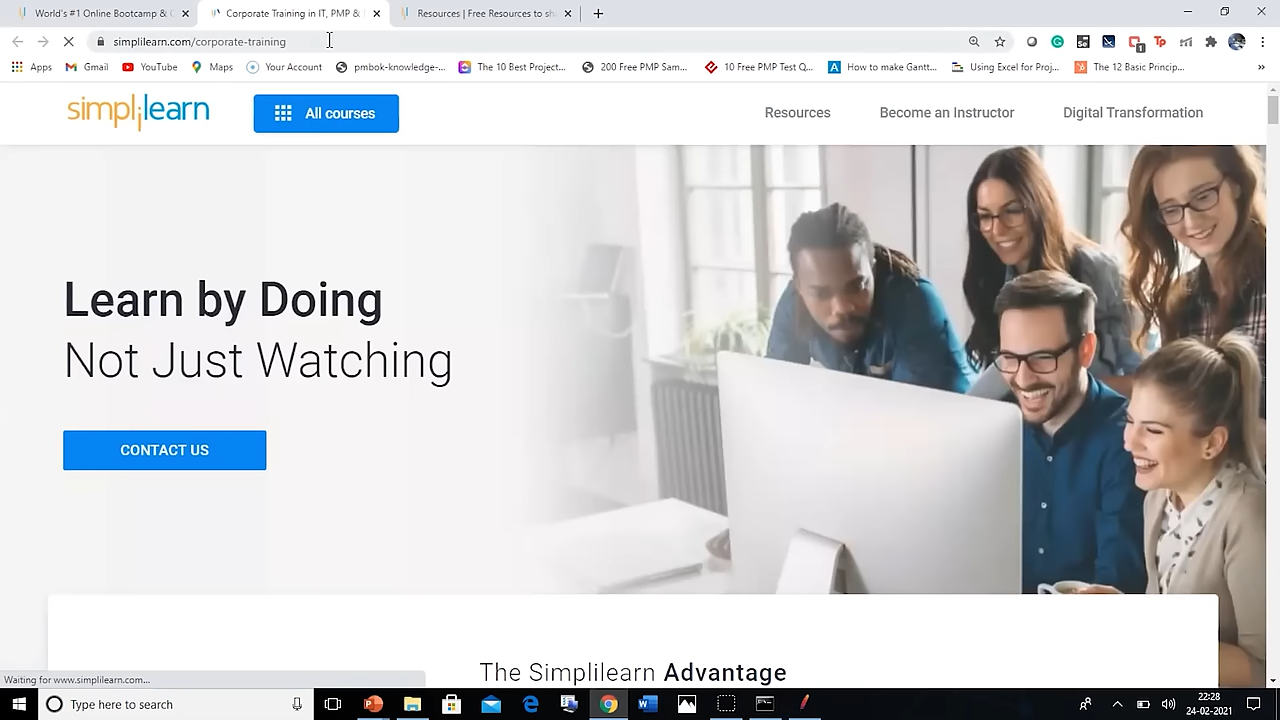 World's #1 Online Bootcamp &
Corporate Training in IT, PMP &
Resources | Free Resources to sh
simplilearn.com/corporate-training
Apps
Gmail
YouTube
Maps
Your Account
pmbok-knowledge-...
The 10 Best Project...
200 Free PMP Sam...
10 Free PMP Test Q...
How to make Gantt...
Using Excel for Proj...
The 12 Basic Princip...
simplilearn
All courses
Resources
Become an Instructor
Digital Transformation
Learn by Doing
Not Just Watching
CONTACT US
The Simplilearn Advantage
Waiting for www.simplilearn.com...
Type here to search
22:28
24-02-2021